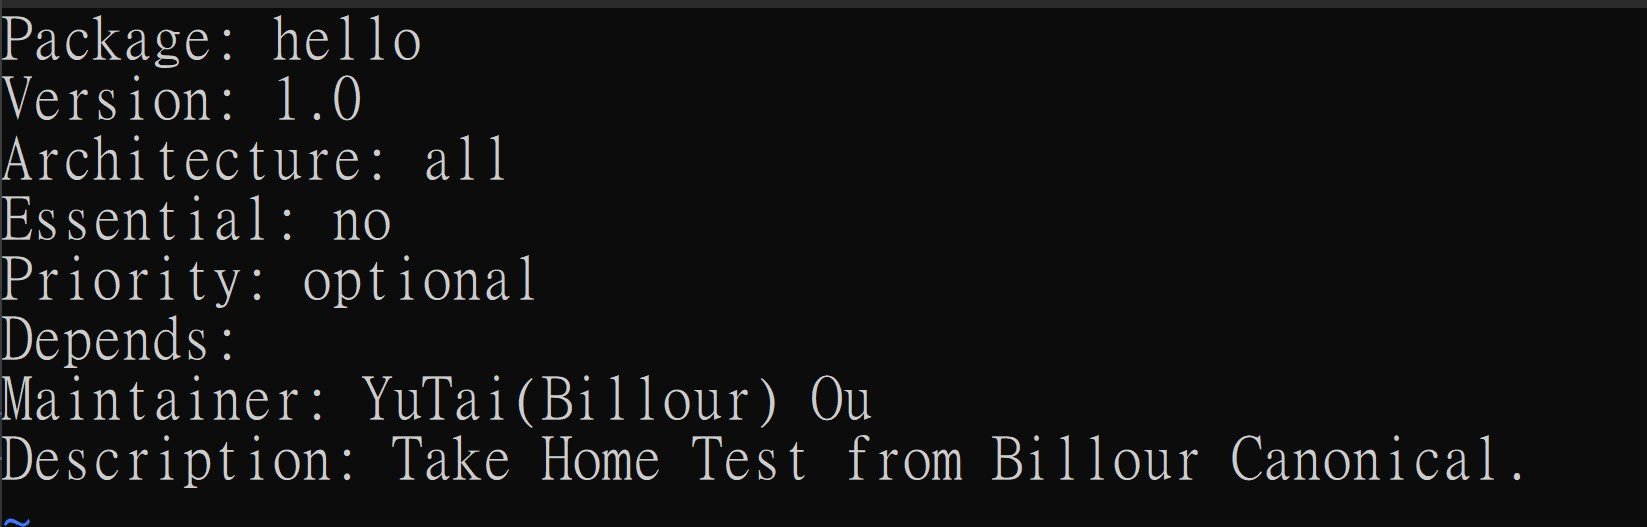 Package: hello
Version: 1.0
Architecture: all
Essential: no
Priority: optional
Depends:
Maintainer: YuTai(Billour) Ou
Description: Take Home Test from Billour Canonical.
~